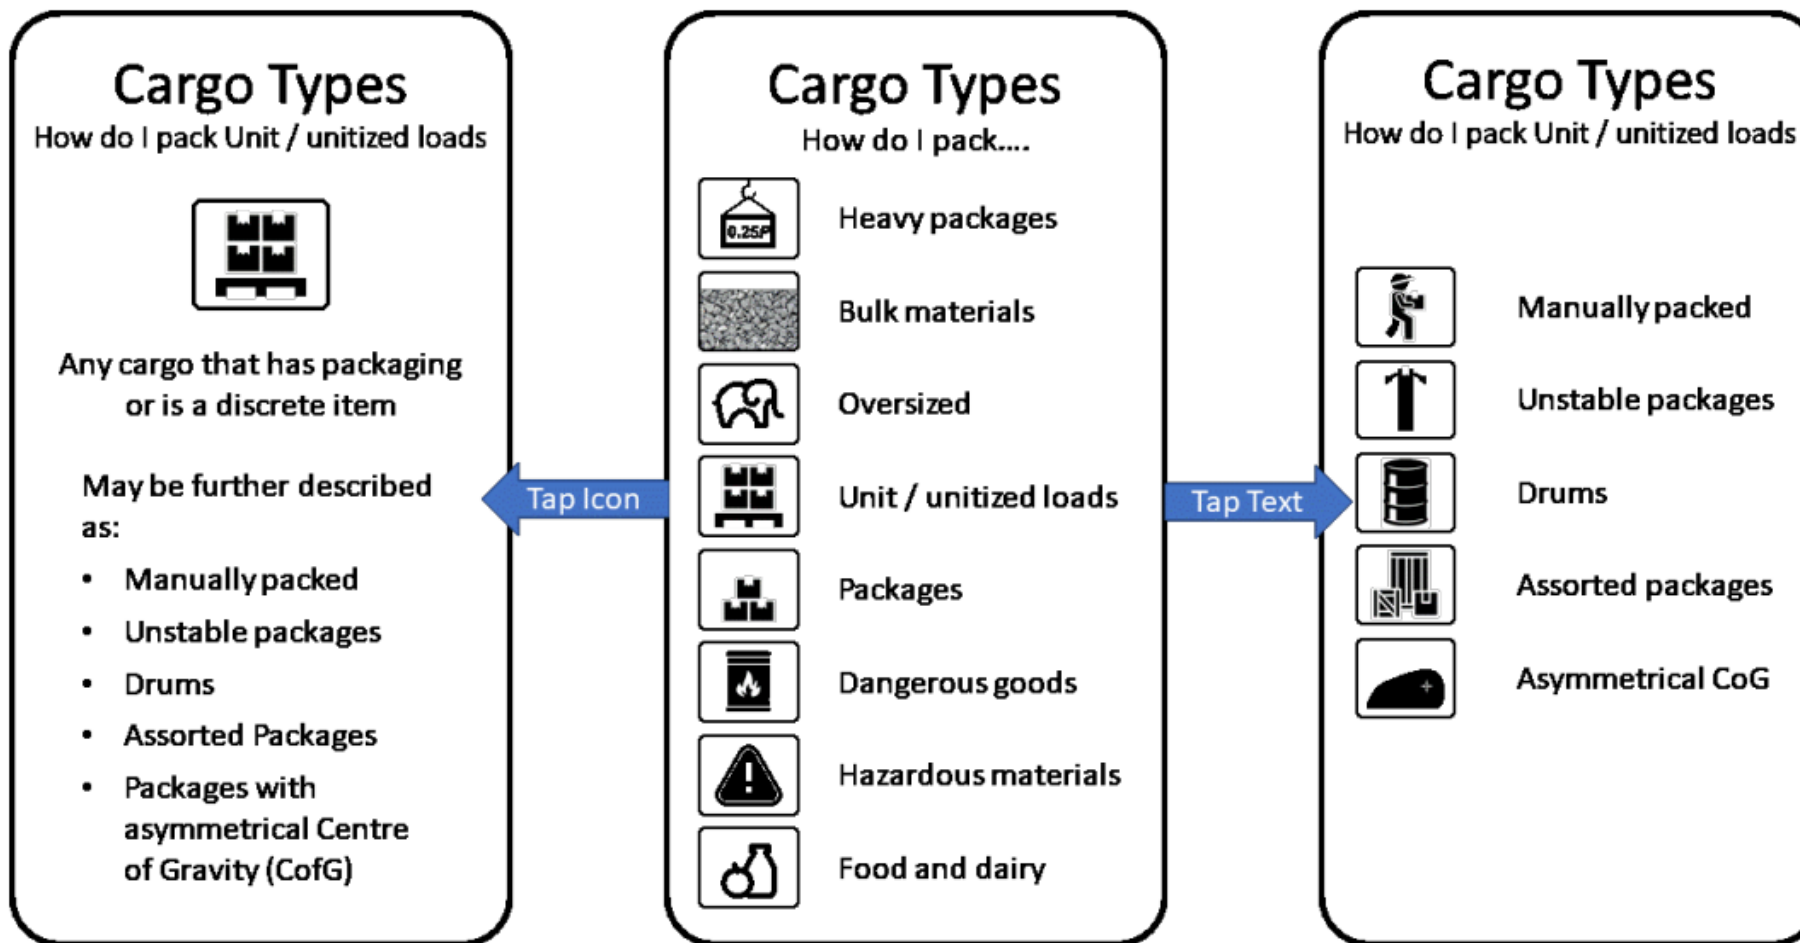 Cargo Types
How do I pack Unit / unitized loads
Any cargo that has packaging
or is a discrete item
May be further described
as:
• Manually packed
• Unstable packages
• Drums
• Assorted Packages
• Packages with
asymmetrical Centre
of Gravity (CofG)
Tap Icon
Cargo Types
How do I pack....
0.25P
Heavy packages
Bulk materials
Oversized
Unit / unitized loads
Packages
Dangerous goods
Hazardous materials
Food and dairy
Tap Text
Cargo Types
How do I pack Unit / unitized loads
Manually packed
Unstable packages
Drums
Assorted packages
Asymmetrical CoG